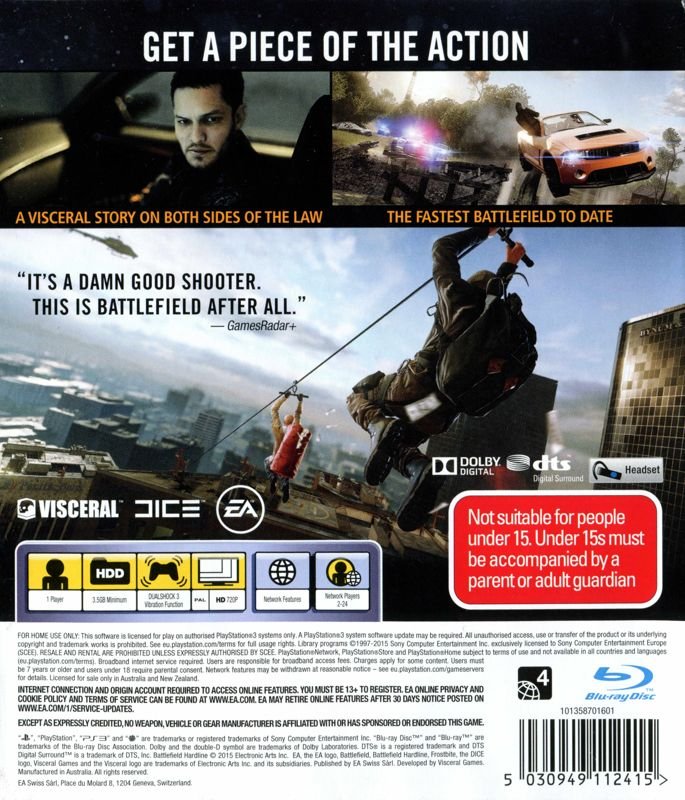 GET A PIECE OF THE ACTION
A VISCERAL STORY ON BOTH SIDES OF THE LAW
THE FASTEST BATTLEFIELD TO DATE
“IT’S A DAMN GOOD SHOOTER.
THIS IS BATTLEFIELD AFTER ALL.”
— GamesRadar+
DOLBY DIGITAL
dts Digital Surround
Headset
VISCERAL™ DICE EA™
Not suitable for people
under 15. Under 15s must
be accompanied by a
parent or adult guardian
HDD
1 Player
3.5GB Minimum
DUALSHOCK 3
Vibration Function
PAL HD 720P
Network Features
Network Players
2-24
FOR HOME USE ONLY: This software is licensed for play on authorised PlayStation®3 systems only. A PlayStation®3 system software update may be required. All unauthorised access, use or transfer of the product or its underlying
copyright and trademark works is prohibited. See eu.playstation.com/terms for full usage rights. Library programs ©1997-2015 Sony Computer Entertainment Inc. exclusively licensed to Sony Computer Entertainment Europe
(SCEE). RESALE AND RENTAL ARE PROHIBITED UNLESS EXPRESSLY AUTHORISED BY SCEE. PlayStation®Network, PlayStation®Store and PlayStation®Home subject to terms of use and not available in all countries and languages
(eu.playstation.com/terms). Broadband internet service required. Users are responsible for broadband access fees. Charges apply for some content. Users must
be 7 years or older and users under 18 require parental consent. Network features may be withdrawn at reasonable notice – see eu.playstation.com/gameservers
for details. Licensed for sale only in Australia and New Zealand.
INTERNET CONNECTION AND ORIGIN ACCOUNT REQUIRED TO ACCESS ONLINE FEATURES. YOU MUST BE 13+ TO REGISTER. EA ONLINE PRIVACY AND
COOKIE POLICY AND TERMS OF SERVICE CAN BE FOUND AT WWW.EA.COM. EA MAY RETIRE ONLINE FEATURES AFTER 30 DAYS NOTICE POSTED ON
WWW.EA.COM/1/SERVICE-UPDATES.
EXCEPT AS EXPRESSLY CREDITED, NO WEAPON, VEHICLE OR GEAR MANUFACTURER IS AFFILIATED WITH OR HAS SPONSORED OR ENDORSED THIS GAME.
"PlayStation", "PS3" and are trademarks or registered trademarks of Sony Computer Entertainment Inc. "Blu-ray Disc™" and "Blu-ray™" are
trademarks of the Blu-ray Disc Association. Dolby and the double-D symbol are trademarks of Dolby Laboratories. DTS® is a registered trademark and DTS
Digital Surround™ is a trademark of DTS, Inc. Battlefield Hardline © 2015 Electronic Arts Inc. EA, the EA logo, Battlefield, Battlefield Hardline, Frostbite, the DICE
logo, Visceral Games and the Visceral logo are trademarks of Electronic Arts Inc. and its subsidiaries. Published by EA Swiss Sàrl. Developed by Visceral Games.
Manufactured in Australia. All rights reserved.
EA Swiss Sàrl, Place du Molard 8, 1204 Geneva, Switzerland.
4
Blu-ray Disc™
101358701601
5 030949 112415 >